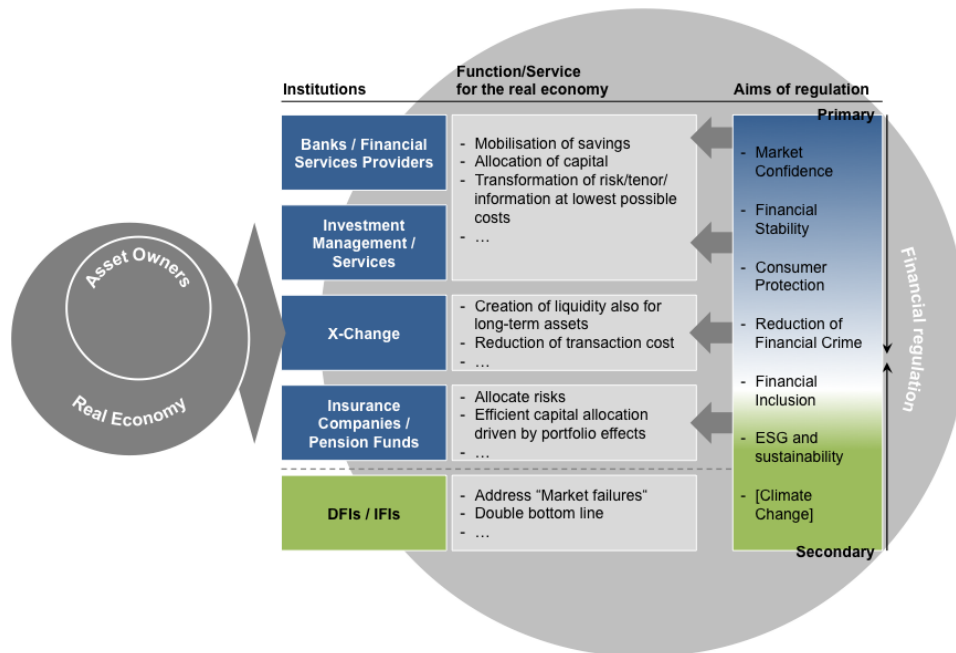 Institutions
Function/Service
for the real economy
Aims of regulation
Banks / Financial
Services Providers
Investment
Management /
Services
X-Change
Insurance
Companies /
Pension Funds
DFIs / IFIs
- Mobilisation of savings
- Allocation of capital
- Transformation of risk/tenor/
information at lowest possible
costs
- …
- Creation of liquidity also for
long-term assets
- Reduction of transaction cost
- …
- Allocate risks
- Efficient capital allocation
driven by portfolio effects
- …
- Address “Market failures“
- Double bottom line
- …
Primary
- Market
Confidence
- Financial
Stability
- Consumer
Protection
- Reduction of
Financial Crime
- Financial
Inclusion
- ESG and
sustainability
- [Climate
Change]
Secondary
Asset Owners
Real Economy
Financial regulation